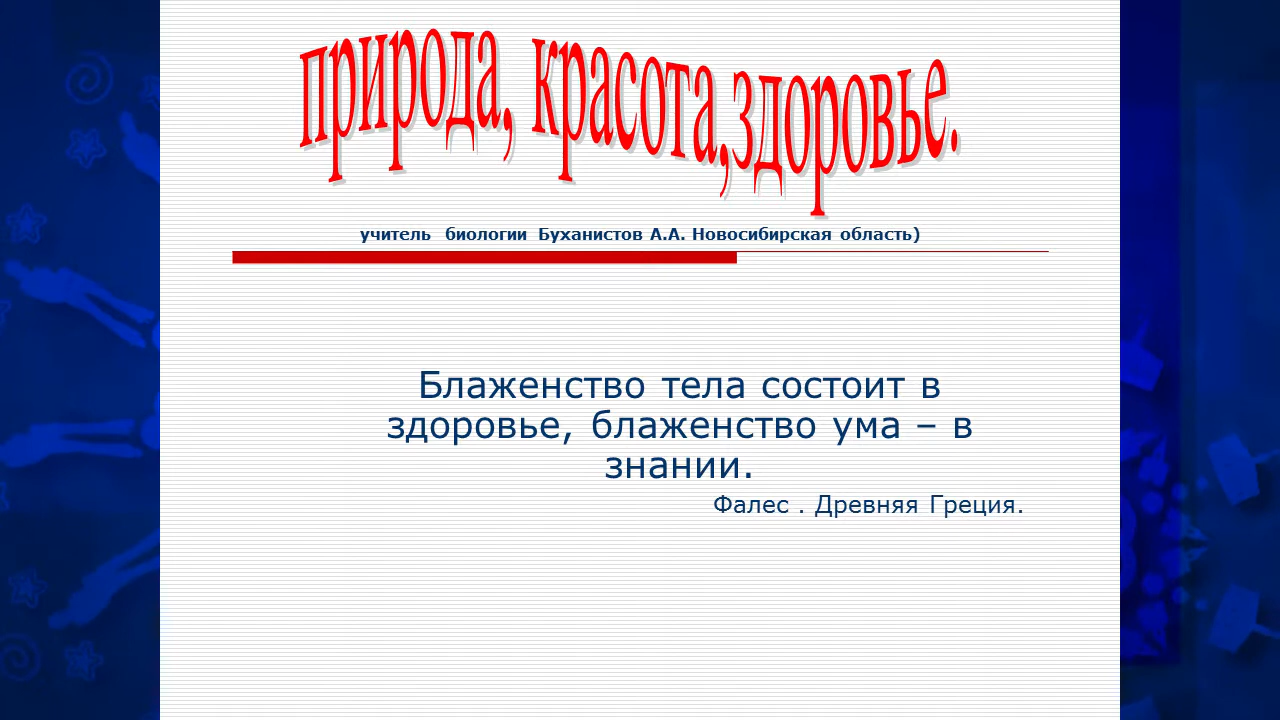 природа, красота,здоровье.
учитель биологии Буханистов А.А. Новосибирская область)
Блаженство тела состоит в
здоровье, блаженство ума – в
знании.
Фалес . Древняя Греция.